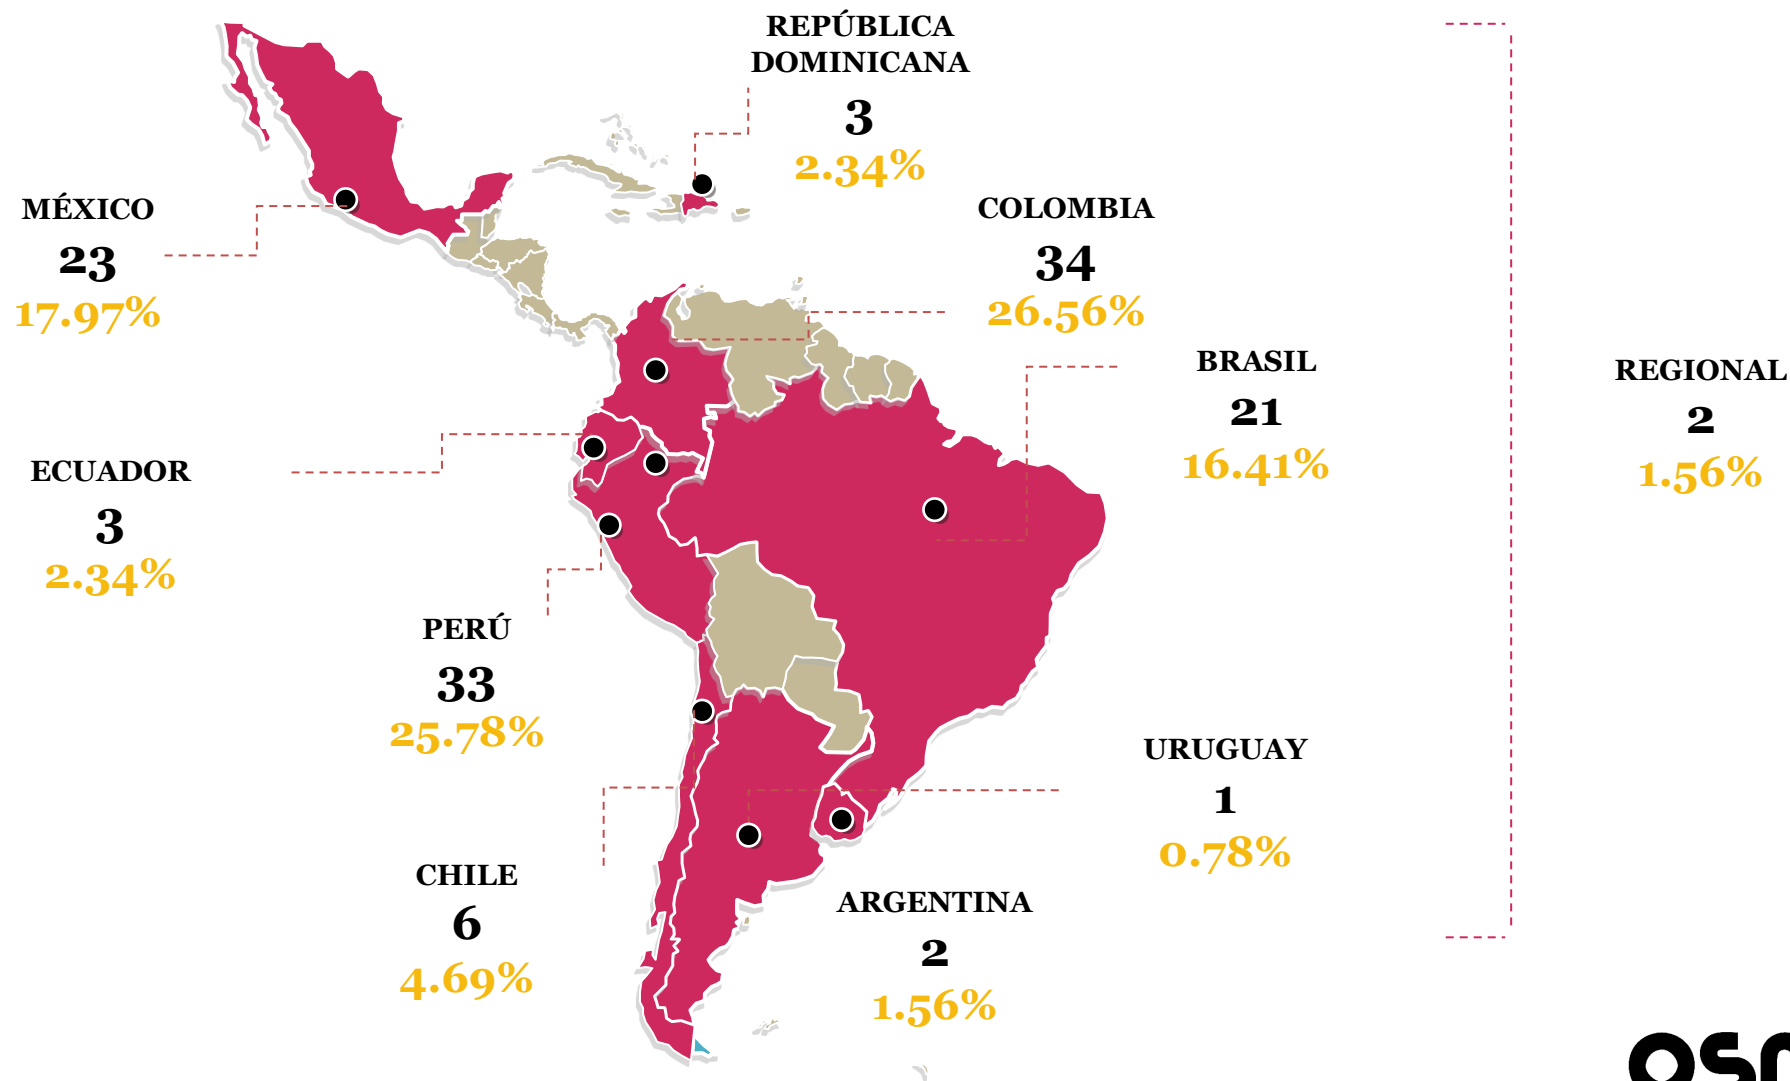 REPÚBLICA
DOMINICANA
3
2.34%
MÉXICO
23
17.97%
COLOMBIA
34
26.56%
BRASIL
21
16.41%
REGIONAL
2
1.56%
ECUADOR
3
2.34%
PERÚ
33
25.78%
URUGUAY
1
0.78%
CHILE
6
4.69%
ARGENTINA
2
1.56%